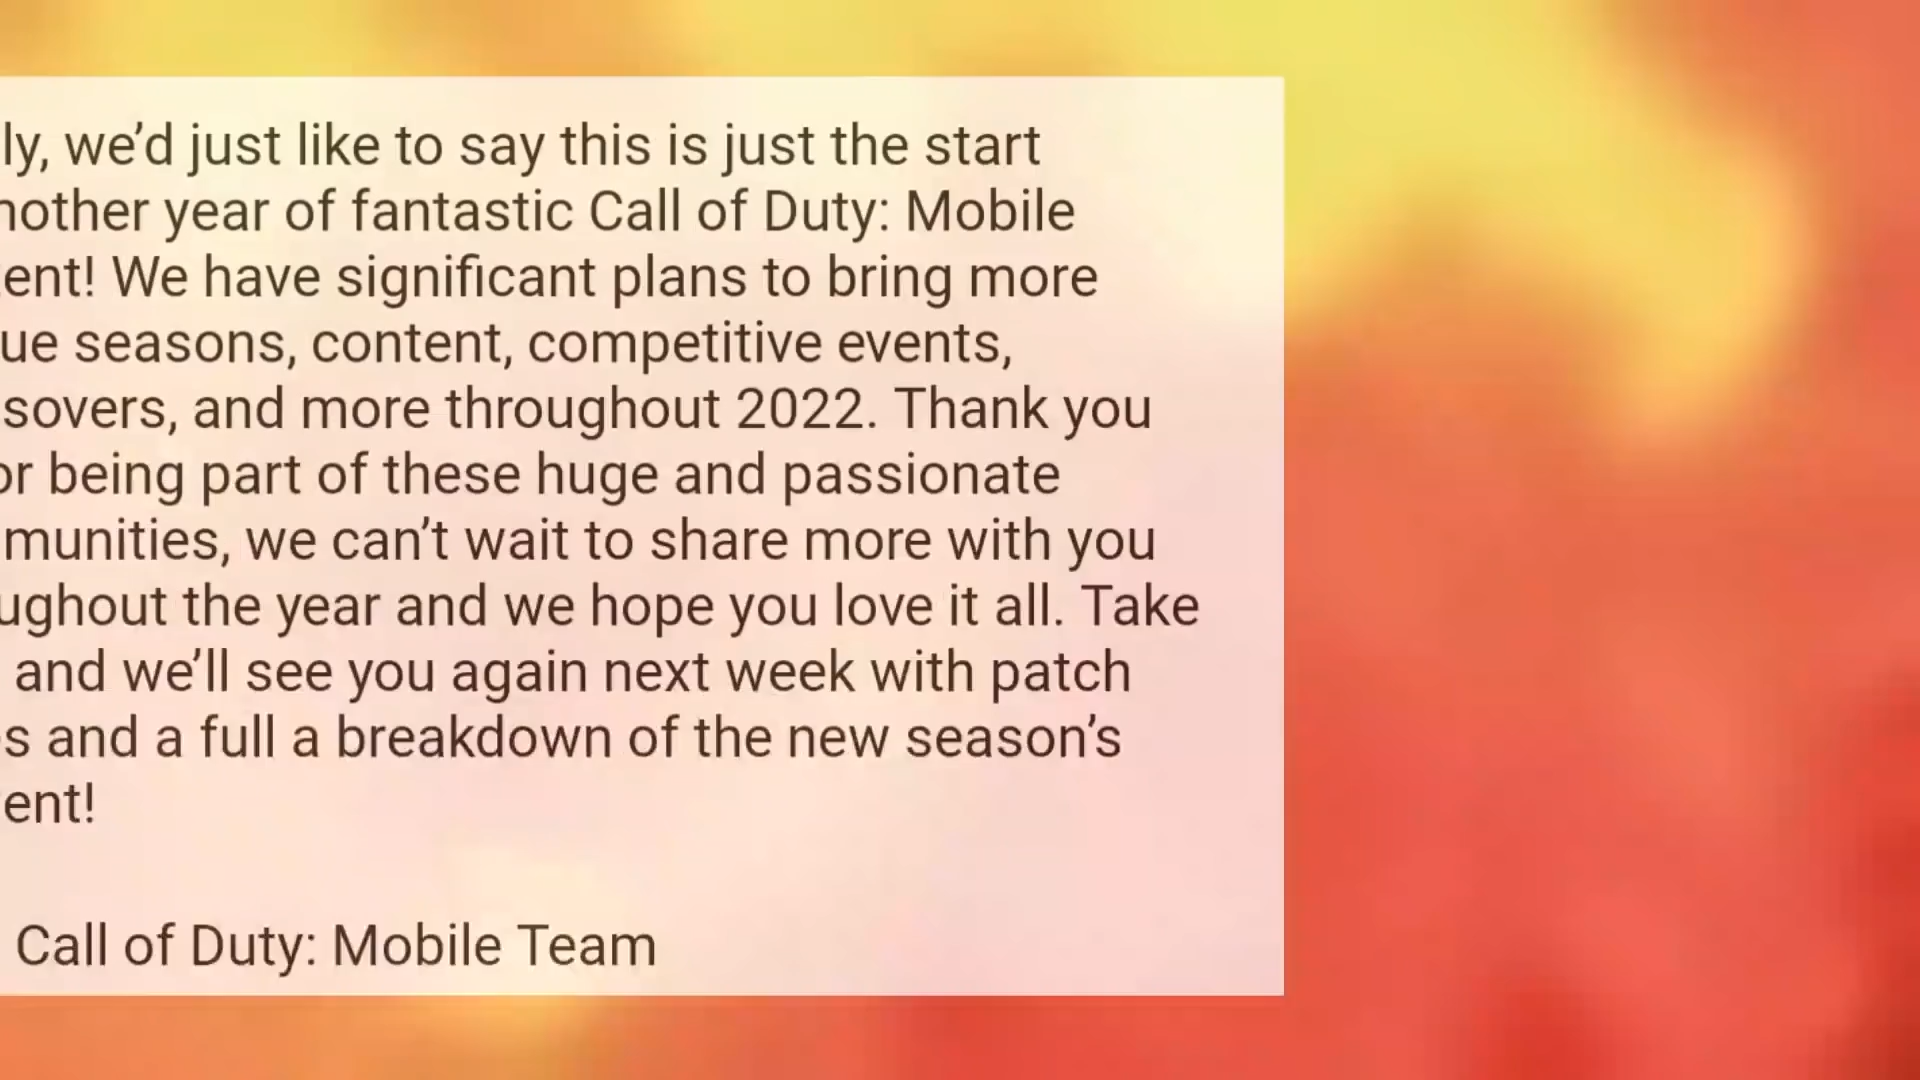 ly, we’d just like to say this is just the start
nother year of fantastic Call of Duty: Mobile
ent! We have significant plans to bring more
ue seasons, content, competitive events,
sovers, and more throughout 2022. Thank you
or being part of these huge and passionate
munities, we can’t wait to share more with you
ughout the year and we hope you love it all. Take
and we’ll see you again next week with patch
s and a full a breakdown of the new season’s
ent!
Call of Duty: Mobile Team